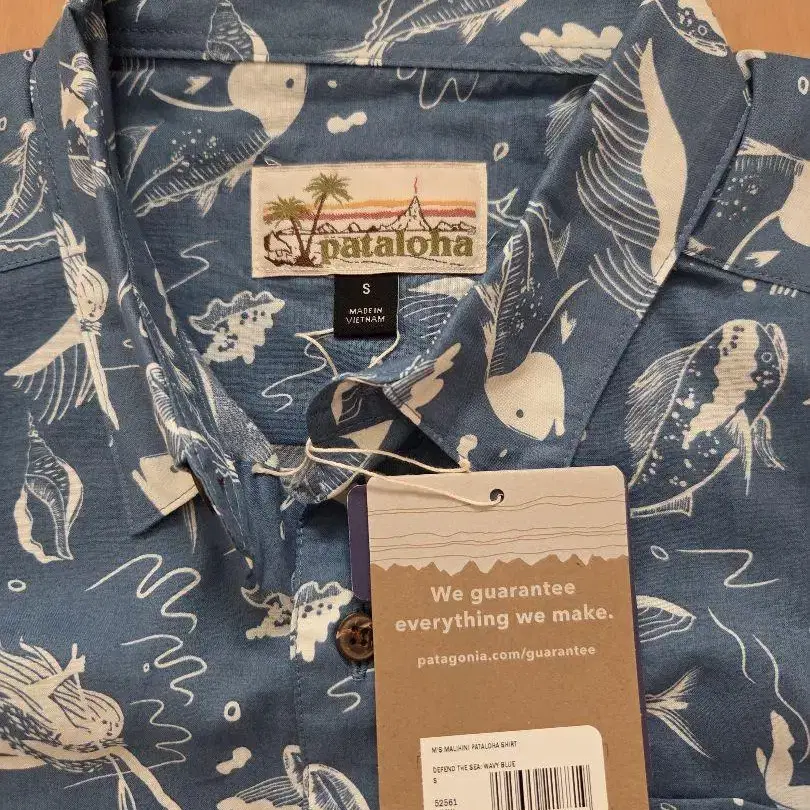 pataloha
S
MADE IN
VIETNAM
We guarantee
everything we make.
patagonia.com/guarantee
M'S MALIHINI PATALOHA SHIRT
DEFEND THE SEA: WAVY BLUE
S
52561